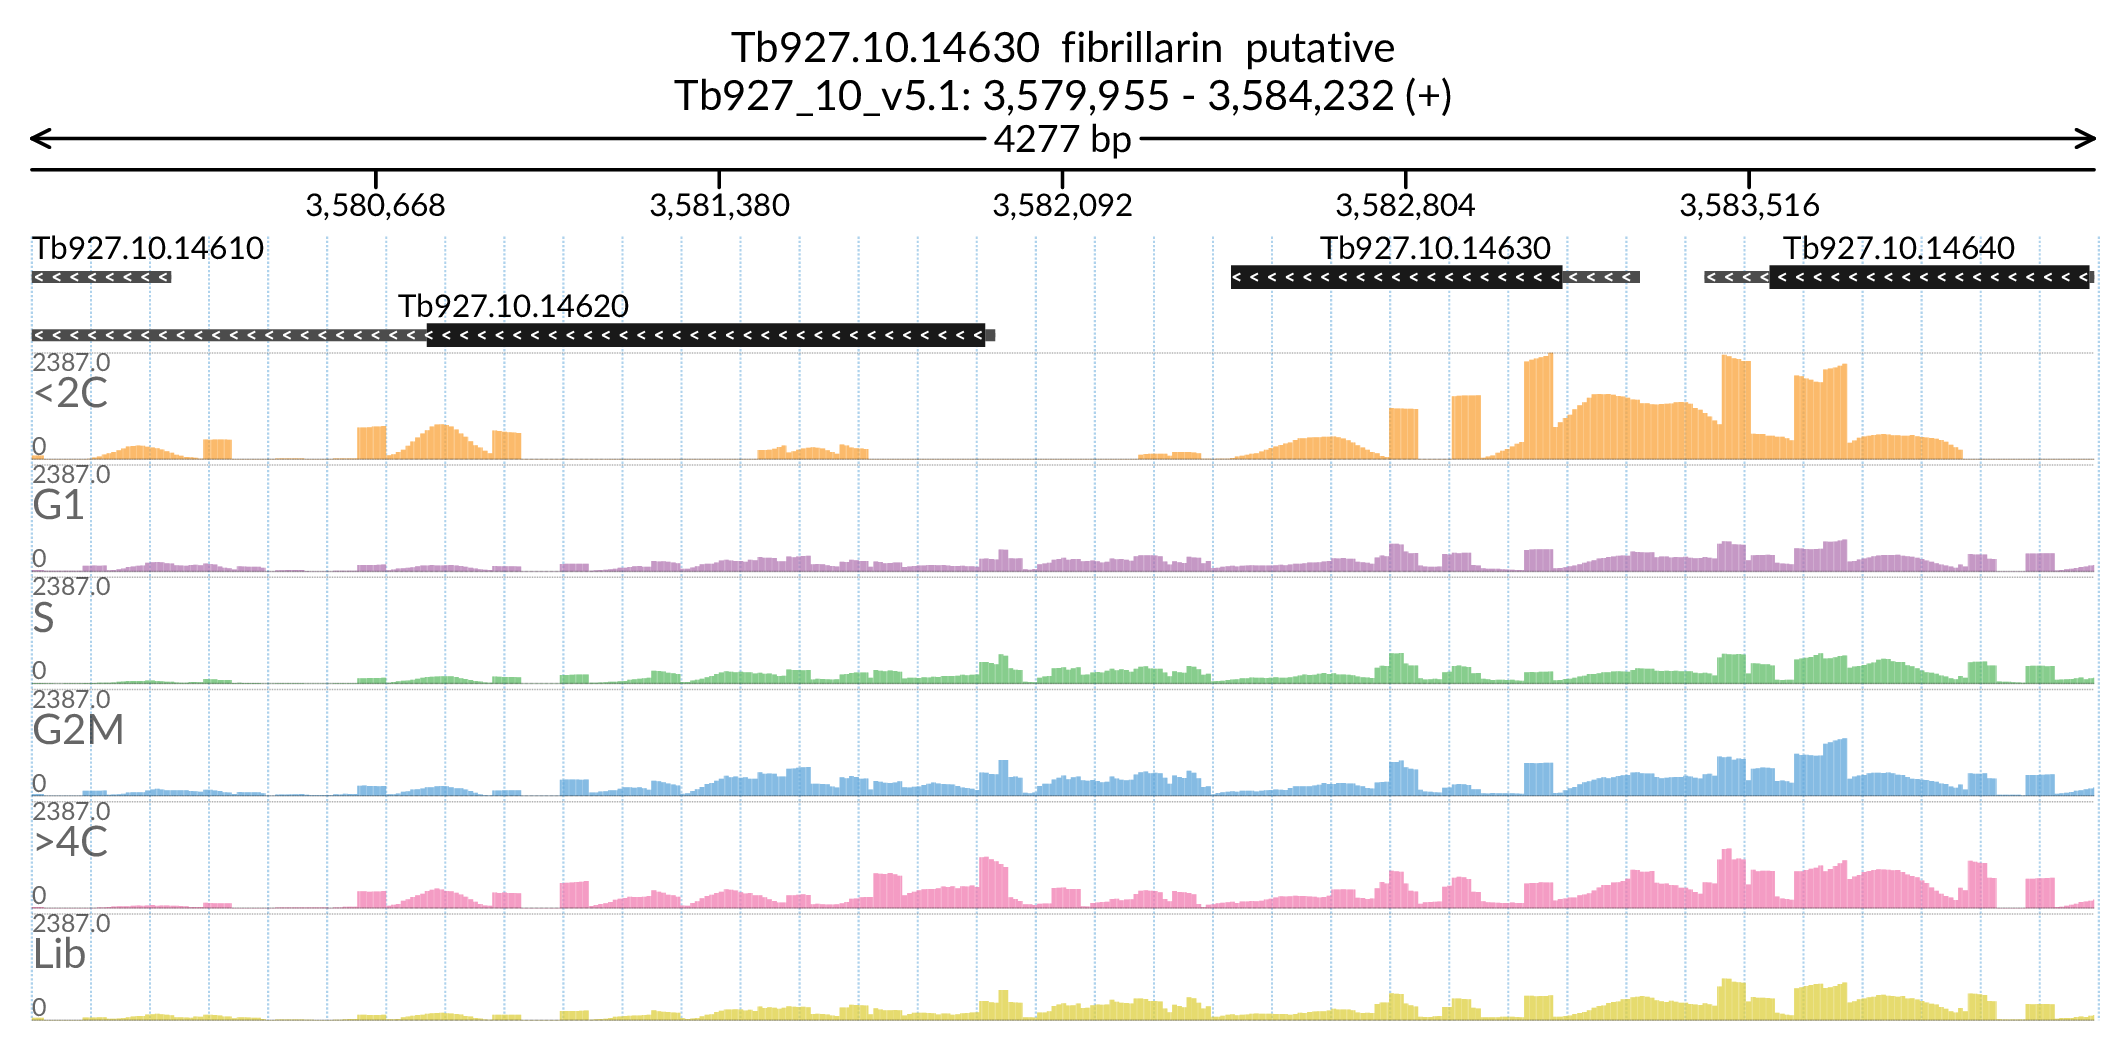 Tb927.10.14630 fibrillarin putative
Tb927_10_v5.1: 3,579,955 - 3,584,232 (+)
4277 bp
3,580,668 3,581,380 3,582,092 3,582,804 3,583,516
Tb927.10.14610 Tb927.10.14630 Tb927.10.14640
Tb927.10.14620
2387.0
<2C
0
2387.0
G1
0
2387.0
S
0
2387.0
G2M
0
2387.0
>4C
0
2387.0
Lib
0